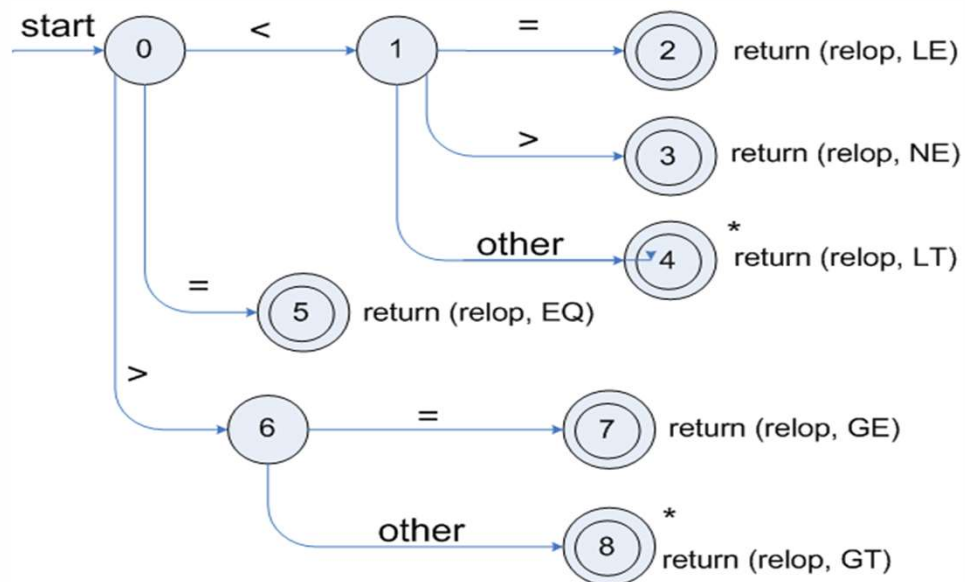 start
0
<
1
=
2
return (relop, LE)
>
3
return (relop, NE)
other
4
*
return (relop, LT)
=
5
return (relop, EQ)
>
6
=
7
return (relop, GE)
other
8
*
return (relop, GT)